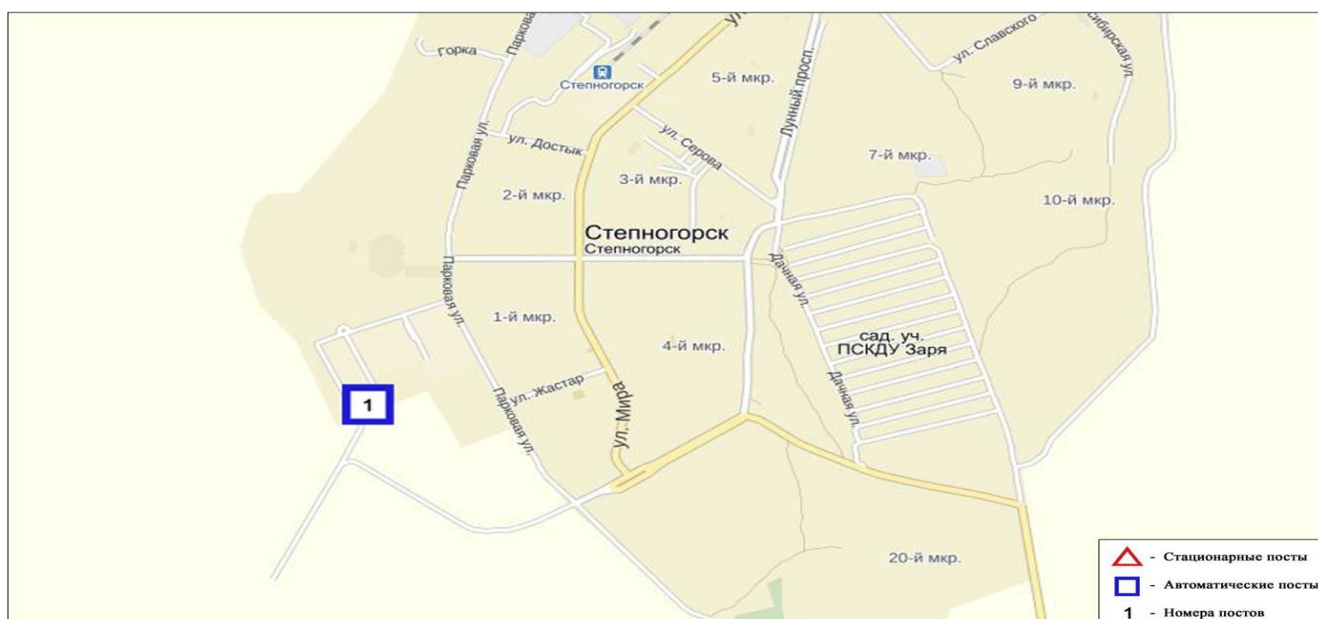 Горка
Парковая
ул.
Лунный просп.
ул. Славского
5-й мкр.
9-й мкр.
Степногорск
ул. Достык
ул. Серова
7-й мкр.
Парковая ул.
2-й мкр.
3-й мкр.
10-й мкр.
Степногорск
Степногорск
Парковая ул.
Дачная ул.
1-й мкр.
4-й мкр.
сад. уч.
ПСКДУ Заря
ул. Жастар
ул. Мира
Дачная ул.
1
Парковая ул.
20-й мкр.
- Стационарные посты
- Автоматические посты
1 - Номера постов